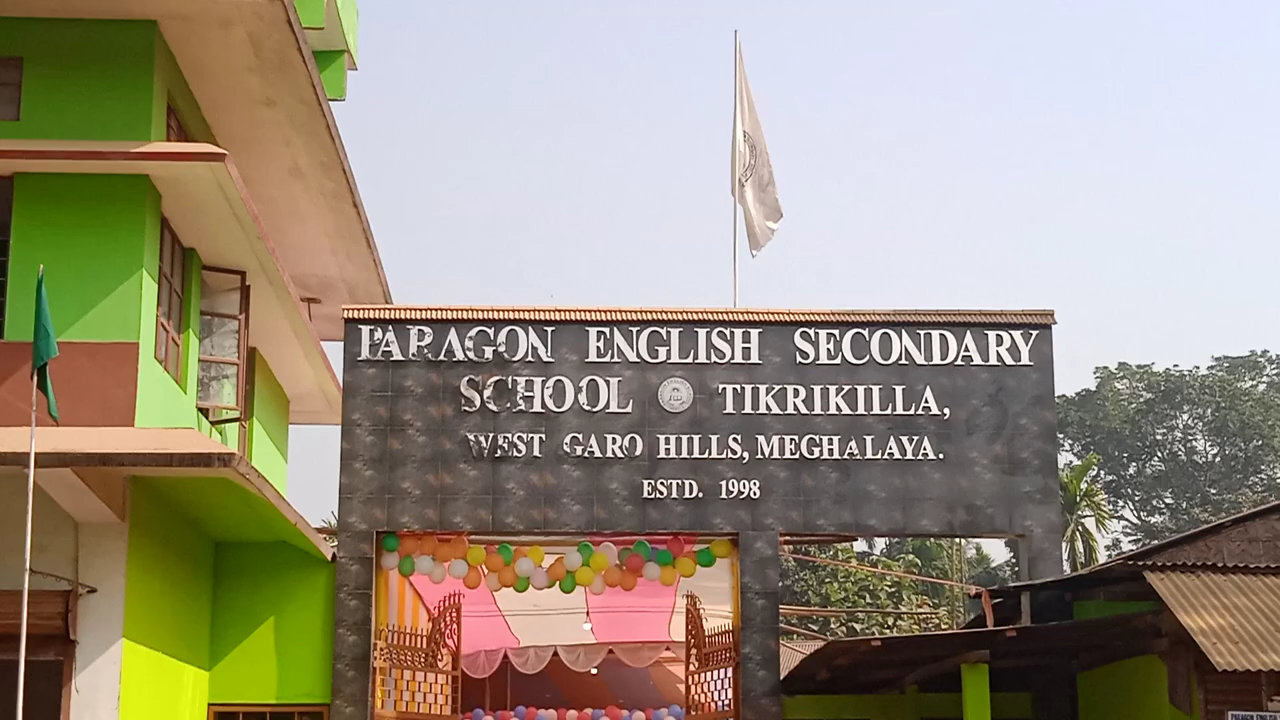 PARAGON ENGLISH SECONDARY
SCHOOL TIKRIKILLA,
WEST GARO HILLS, MEGHALAYA.
ESTD. 1998